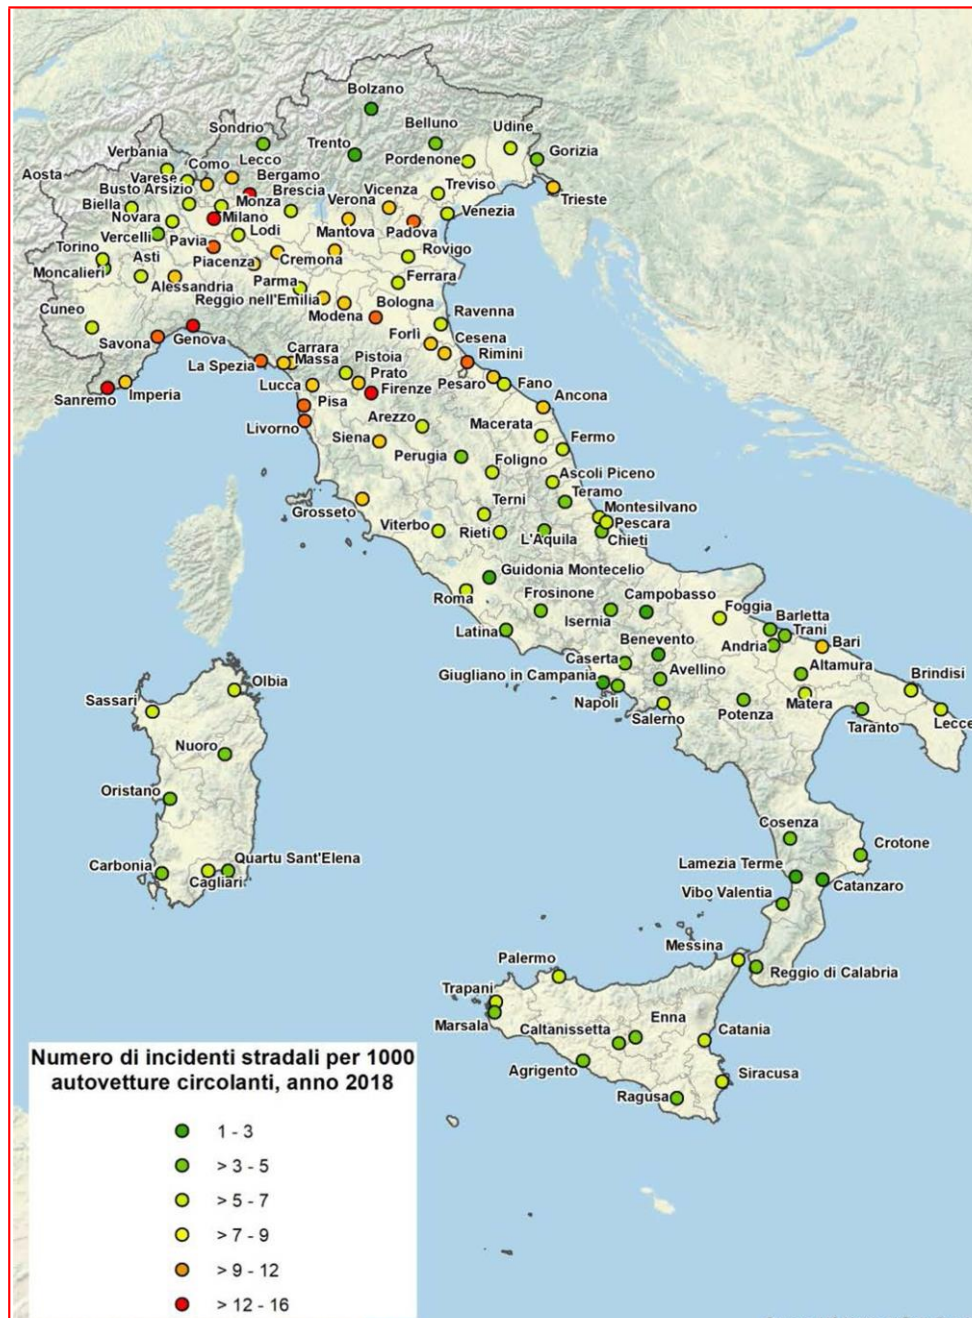 Bolzano
Belluno
Udine
Sondrio
Trento
Pordenone
Gorizia
Verbania
Como
Lecco
Aosta
Varese
Bergamo
Vicenza
Treviso
Trieste
Busto Arsizio
Brescia
Verona
Biella
Monza
Venezia
Novara
Milano
Mantova
Padova
Vercelli
Lodi
Pavia
Torino
Asti
Piacenza
Cremona
Rovigo
Moncalieri
Parma
Ferrara
Alessandria
Reggio nell'Emilia
Bologna
Cuneo
Modena
Ravenna
Savona
Genova
Forlì
Cesena
Carrara
La Spezia
Massa
Pistoia
Rimini
Prato
Lucca
Pesaro
Fano
Sanremo
Imperia
Pisa
Firenze
Ancona
Livorno
Arezzo
Macerata
Siena
Fermo
Perugia
Foligno
Ascoli Piceno
Teramo
Grosseto
Terni
Montesilvano
Viterbo
Rieti
L'Aquila
Pescara
Chieti
Guidonia Montecelio
Roma
Frosinone
Campobasso
Isernia
Foggia
Barletta
Latina
Trani
Benevento
Andria
Bari
Caserta
Altamura
Giugliano in Campania
Avellino
Brindisi
Olbia
Napoli
Sassari
Salerno
Potenza
Matera
Lecce
Taranto
Nuoro
Oristano
Cosenza
Crotone
Carbonia
Quartu Sant'Elena
Lamezia Terme
Cagliari
Catanzaro
Vibo Valentia
Messina
Palermo
Reggio di Calabria
Trapani
Enna
Marsala
Caltanissetta
Catania
Agrigento
Siracusa
Ragusa
Numero di incidenti stradali per 1000
autovetture circolanti, anno 2018
1 - 3
> 3 - 5
> 5 - 7
> 7 - 9
> 9 - 12
> 12 - 16